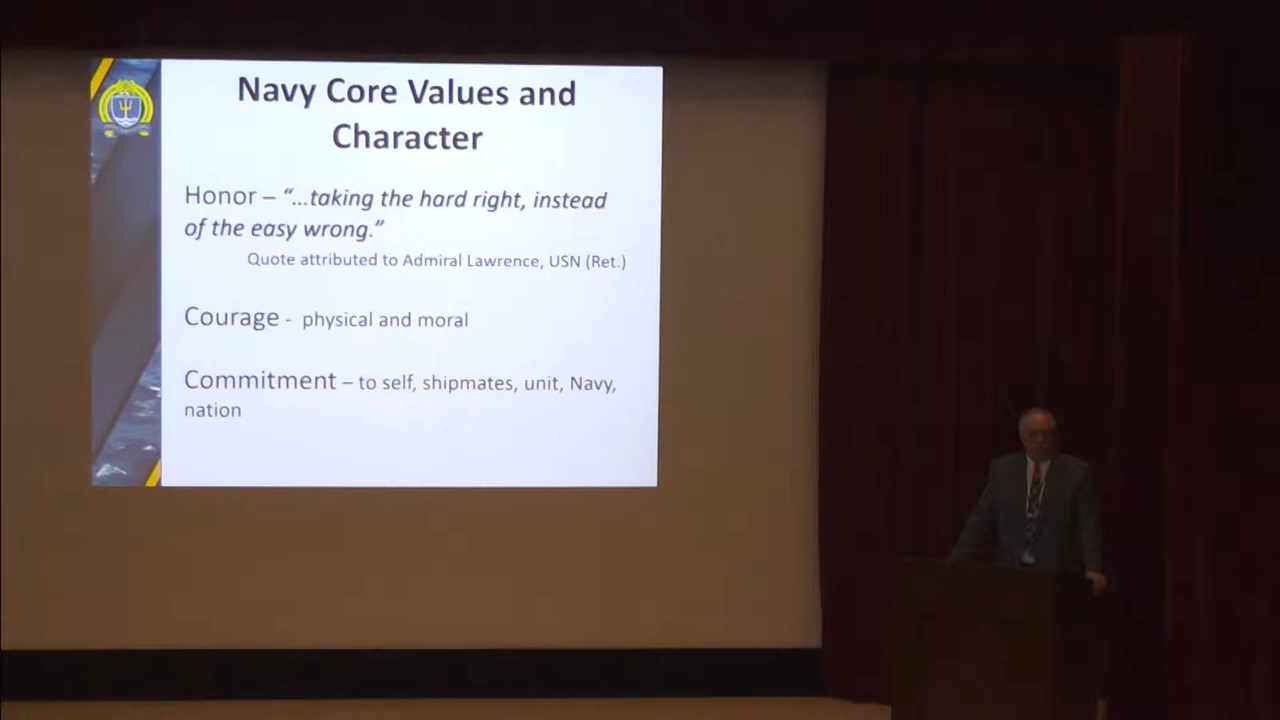 Navy Core Values and
Character
Honor – “…taking the hard right, instead
of the easy wrong.”
Quote attributed to Admiral Lawrence, USN (Ret.)
Courage - physical and moral
Commitment – to self, shipmates, unit, Navy,
nation